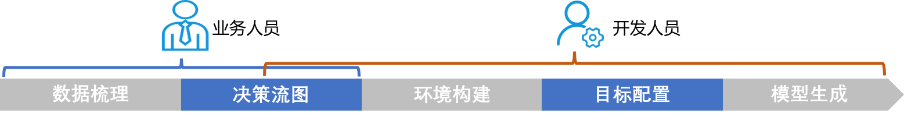 业务人员
开发人员
数据梳理
决策流图
环境构建
目标配置
模型生成